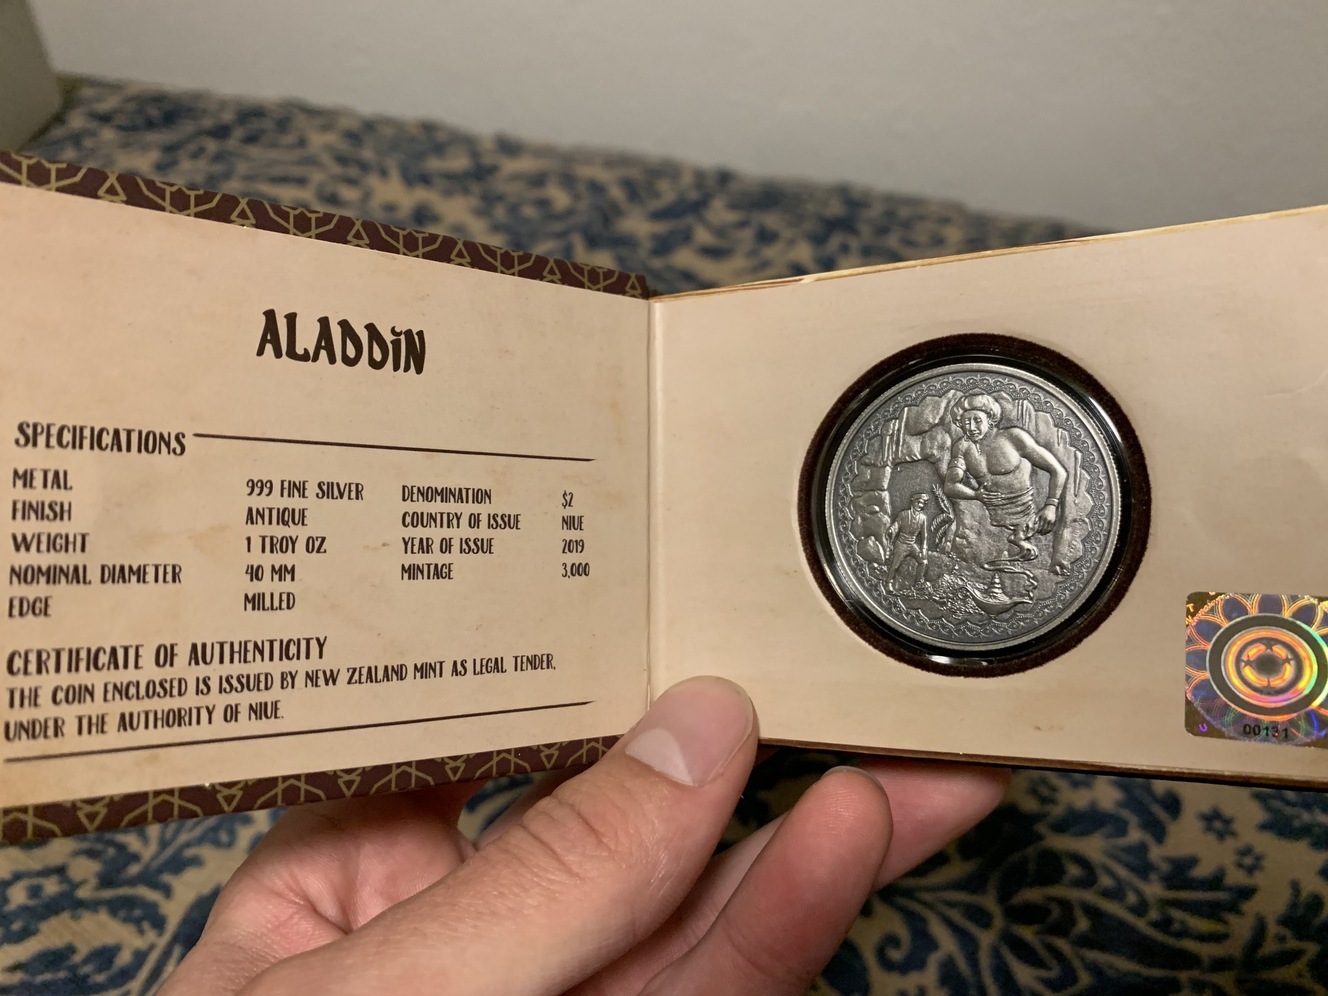 ALADDIN
SPECIFICATIONS
METAL 999 FINE SILVER DENOMINATION $2
FINISH ANTIQUE COUNTRY OF ISSUE NIUE
WEIGHT 1 TROY OZ YEAR OF ISSUE 2019
NOMINAL DIAMETER 40 MM MINTAGE 3,000
EDGE MILLED
CERTIFICATE OF AUTHENTICITY
THE COIN ENCLOSED IS ISSUED BY NEW ZEALAND MINT AS LEGAL TENDER,
UNDER THE AUTHORITY OF NIUE.
00131